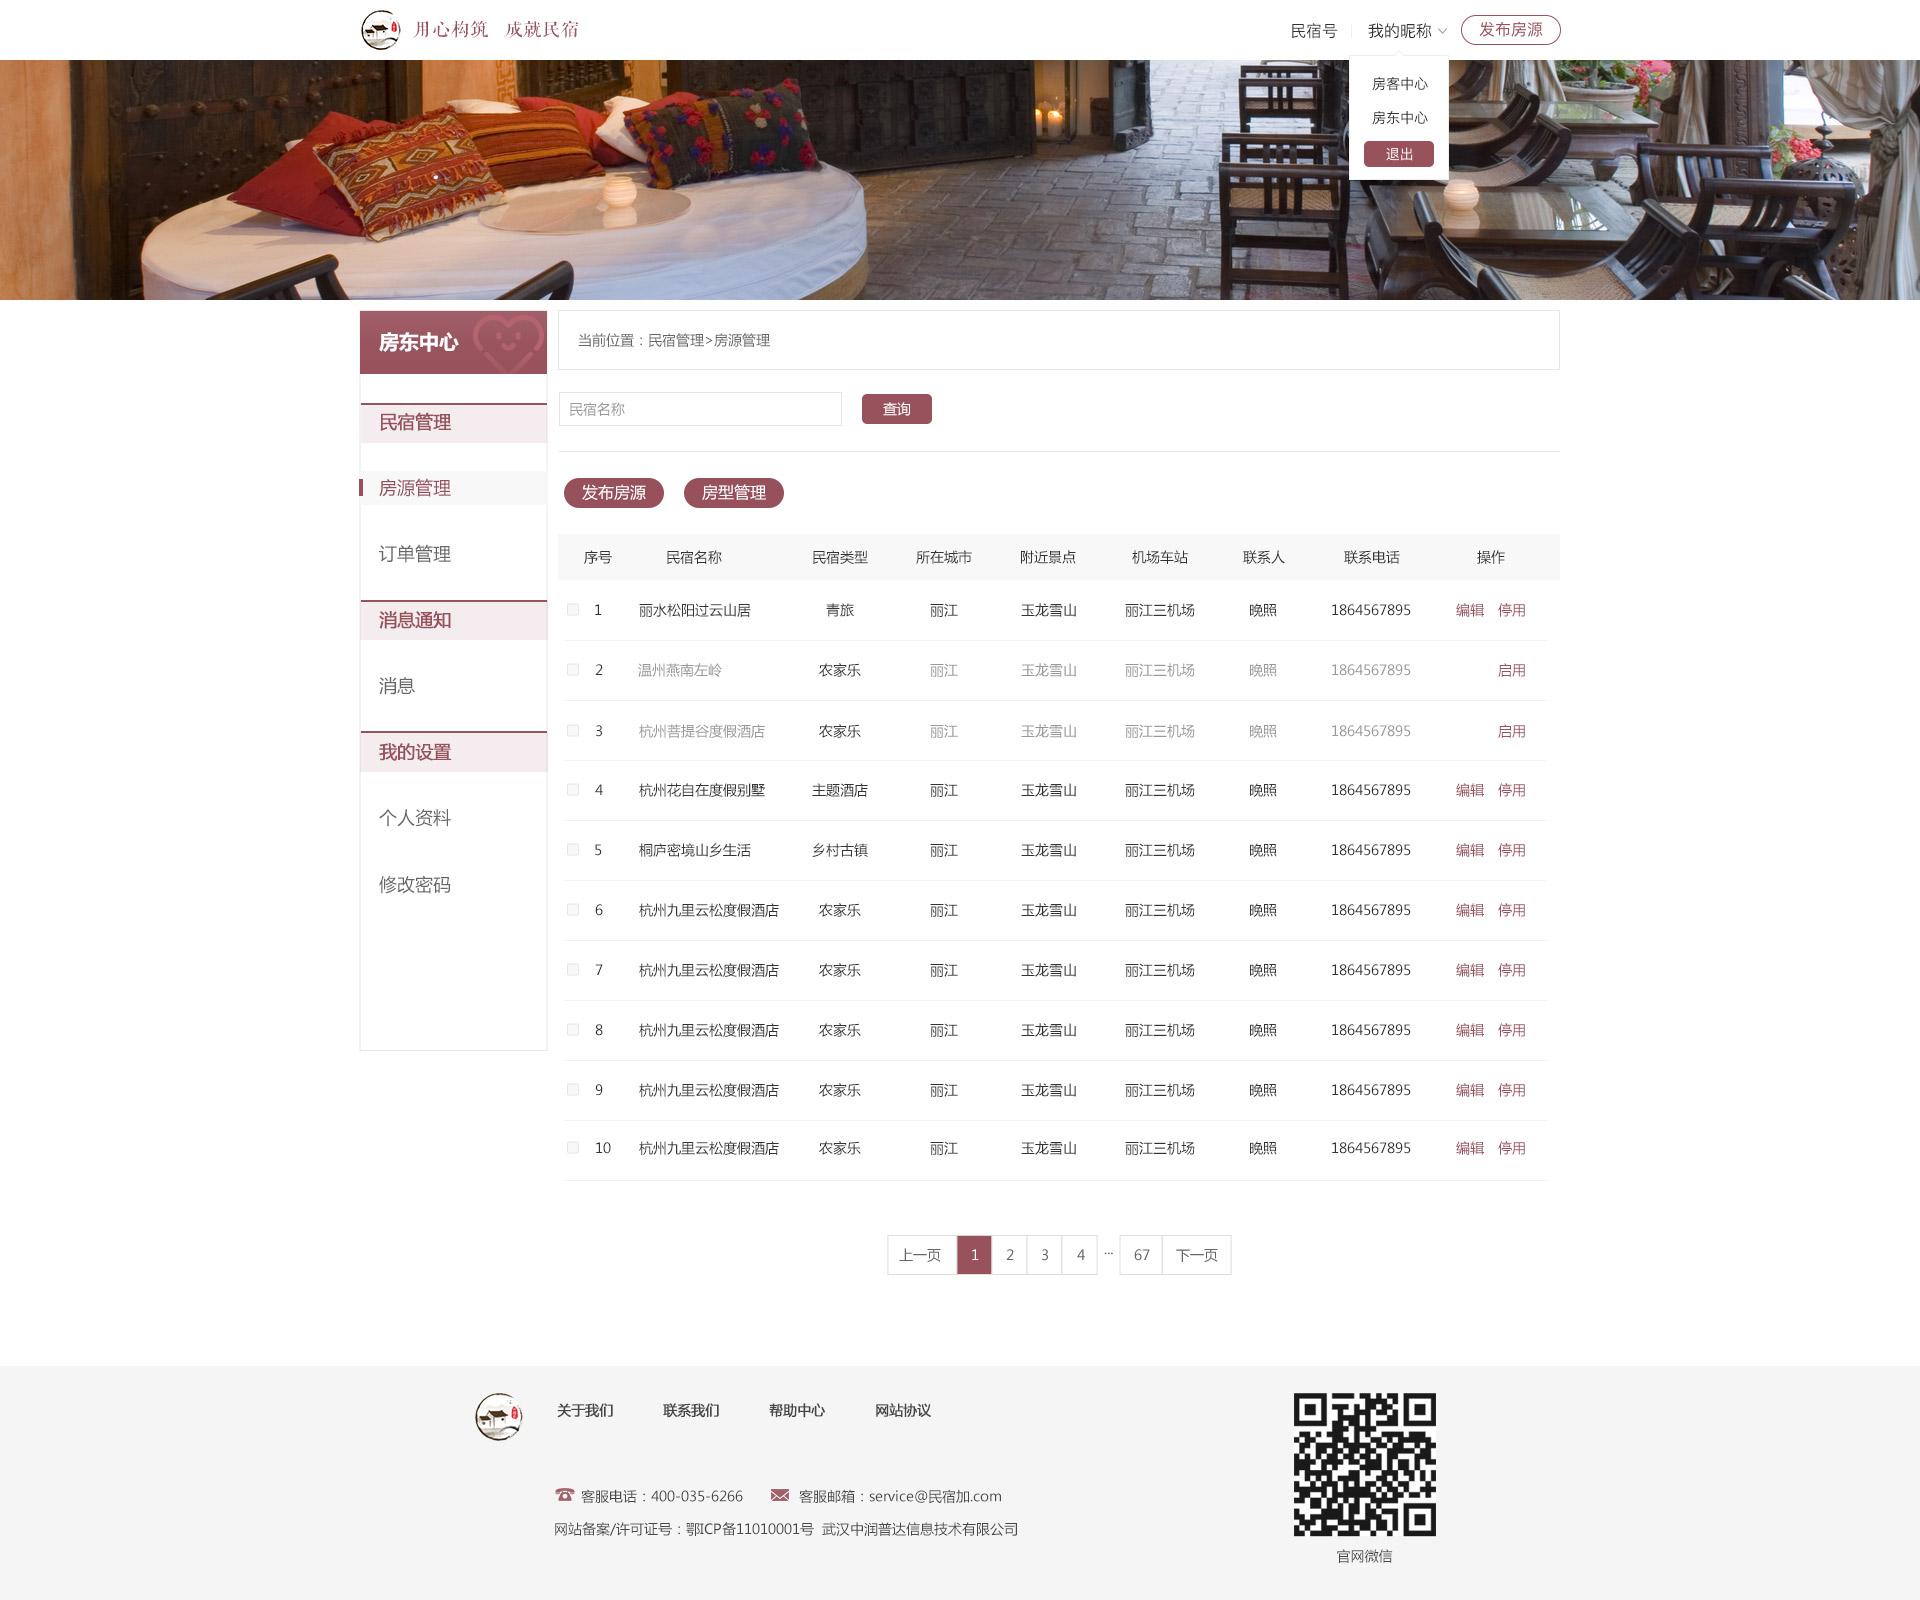 用心构筑 成就民宿
民宿号 我的昵称 发布房源
房客中心
房东中心
退出
房东中心
民宿管理
房源管理
订单管理
消息通知
消息
我的设置
个人资料
修改密码
当前位置：民宿管理>房源管理
民宿名称 查询
发布房源 房型管理
序号 民宿名称 民宿类型 所在城市 附近景点 机场车站 联系人 联系电话 操作
1 丽水松阳过云山居 青旅 丽江 玉龙雪山 丽江三机场 晚照 1864567895 编辑 停用
2 温州燕南左岭 农家乐 丽江 玉龙雪山 丽江三机场 晚照 1864567895 启用
3 杭州菩提谷度假酒店 农家乐 丽江 玉龙雪山 丽江三机场 晚照 1864567895 启用
4 杭州花自在度假别墅 主题酒店 丽江 玉龙雪山 丽江三机场 晚照 1864567895 编辑 停用
5 桐庐密境山乡生活 乡村古镇 丽江 玉龙雪山 丽江三机场 晚照 1864567895 编辑 停用
6 杭州九里云松度假酒店 农家乐 丽江 玉龙雪山 丽江三机场 晚照 1864567895 编辑 停用
7 杭州九里云松度假酒店 农家乐 丽江 玉龙雪山 丽江三机场 晚照 1864567895 编辑 停用
8 杭州九里云松度假酒店 农家乐 丽江 玉龙雪山 丽江三机场 晚照 1864567895 编辑 停用
9 杭州九里云松度假酒店 农家乐 丽江 玉龙雪山 丽江三机场 晚照 1864567895 编辑 停用
10 杭州九里云松度假酒店 农家乐 丽江 玉龙雪山 丽江三机场 晚照 1864567895 编辑 停用
上一页 1 2 3 4 ... 67 下一页
关于我们 联系我们 帮助中心 网站协议
客服电话：400-035-6266 客服邮箱：service@民宿加.com
网站备案/许可证号：鄂ICP备11010001号 武汉中润普达信息技术有限公司
官网微信